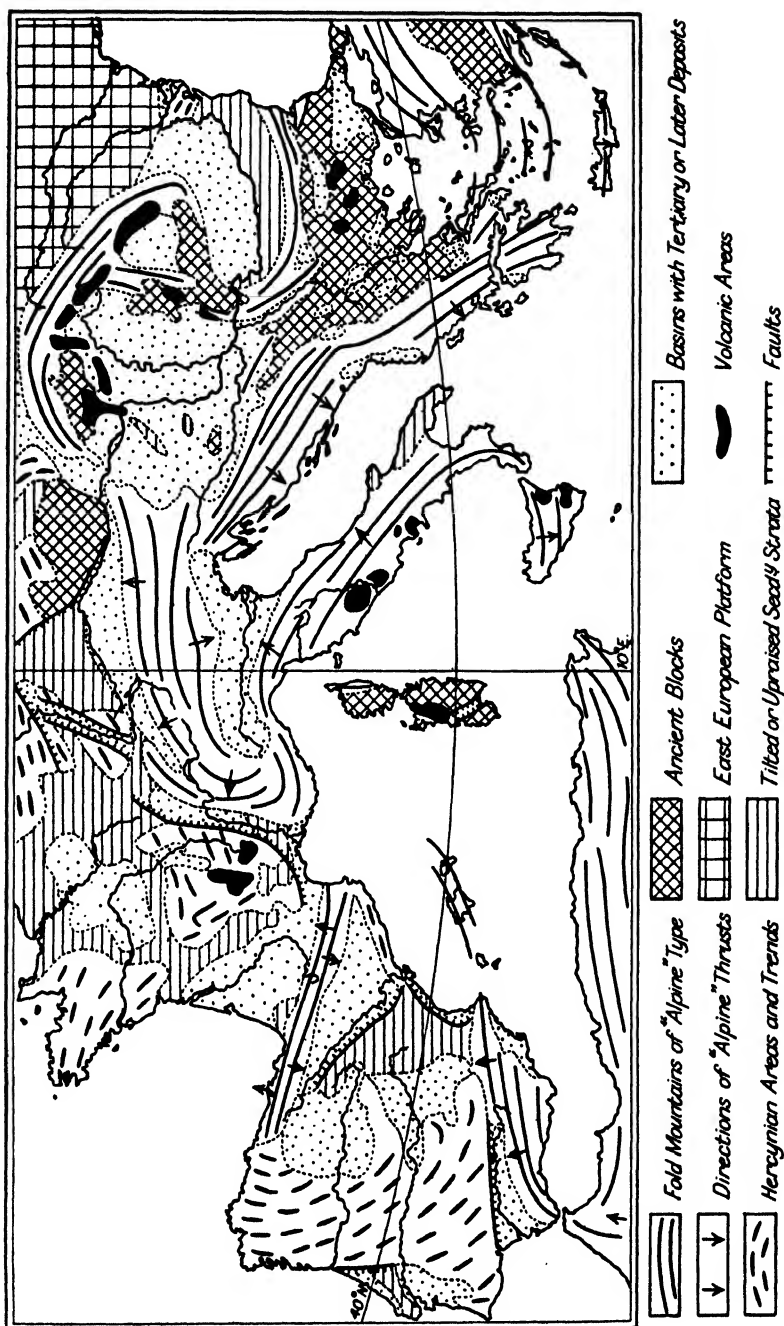 40°N
10°E.
Fold Mountains of "Alpine" Type
Ancient Blocks
Basins with Tertiary or Later Deposits
Directions of "Alpine" Thrusts
East European Platform
Volcanic Areas
Hercynian Areas and Trends
Tilted or Upraised Sec'd'y Strata
Faults